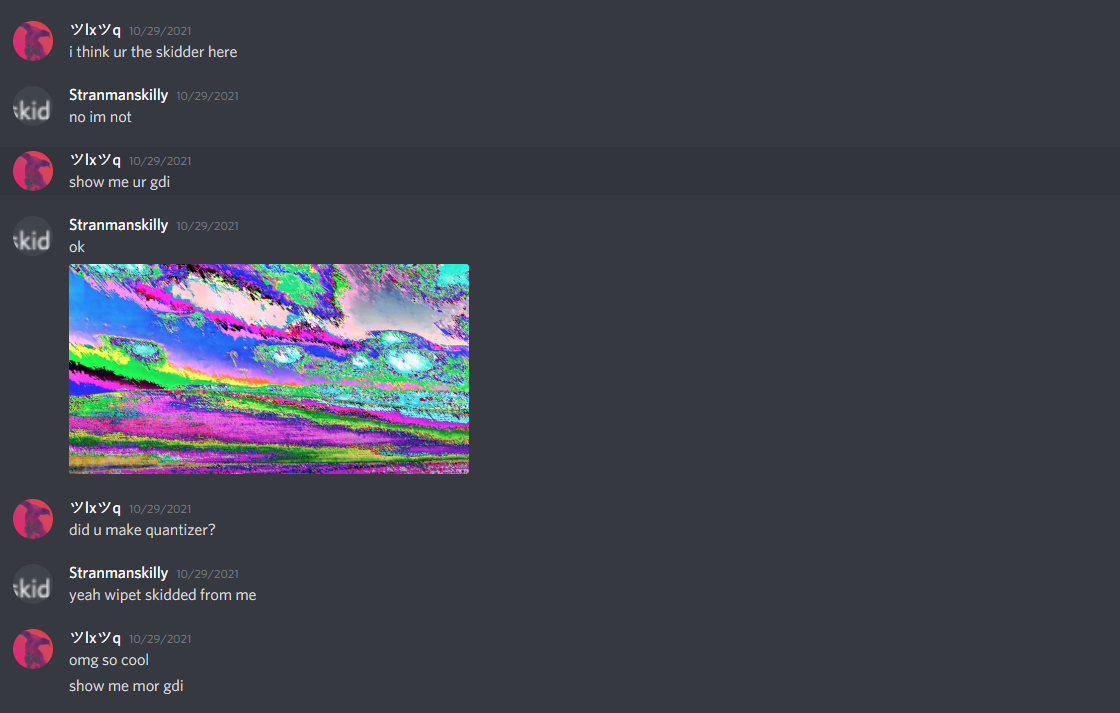 ツlxツq 10/29/2021
i think ur the skidder here
skid
Stranmanskilly 10/29/2021
no im not
ツlxツq 10/29/2021
show me ur gdi
skid
Stranmanskilly 10/29/2021
ok
ツlxツq 10/29/2021
did u make quantizer?
skid
Stranmanskilly 10/29/2021
yeah wipet skidded from me
ツlxツq 10/29/2021
omg so cool
show me mor gdi